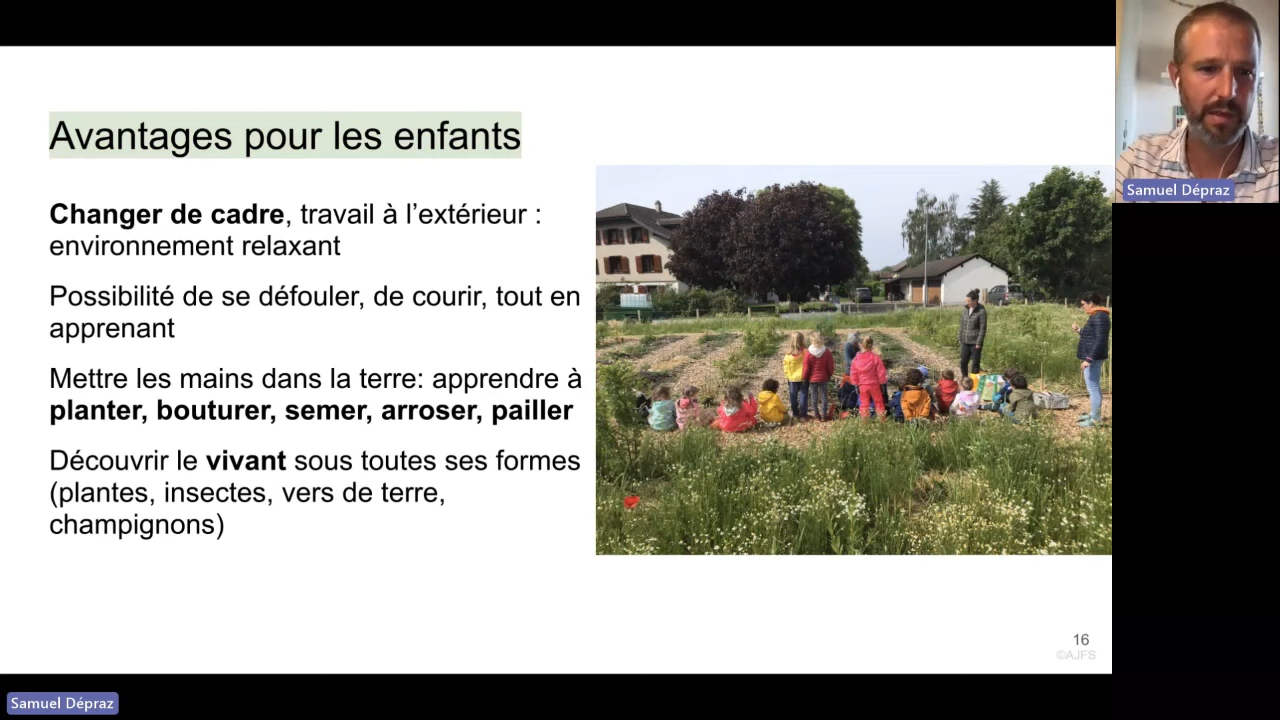 Avantages pour les enfants
Changer de cadre, travail à l’extérieur :
environnement relaxant
Possibilité de se défouler, de courir, tout en
apprenant
Mettre les mains dans la terre: apprendre à
planter, bouturer, semer, arroser, pailler
Découvrir le vivant sous toutes ses formes
(plantes, insectes, vers de terre,
champignons)
16
©AJFS
Samuel Dépraz
Samuel Dépraz